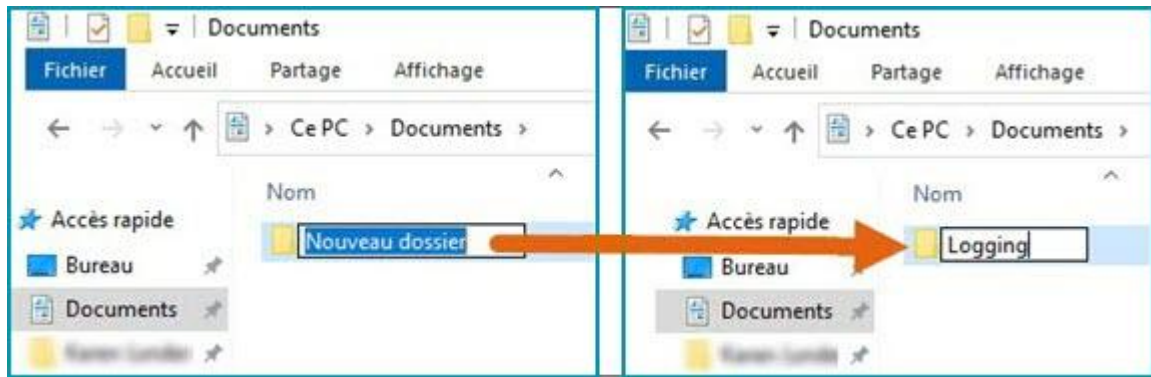 Documents
Fichier Accueil Partage Affichage
Ce PC > Documents >
Nom
Accès rapide
Nouveau dossier
Bureau
Documents
Documents
Fichier Accueil Partage Affichage
Ce PC > Documents >
Nom
Accès rapide
Logging
Bureau
Documents